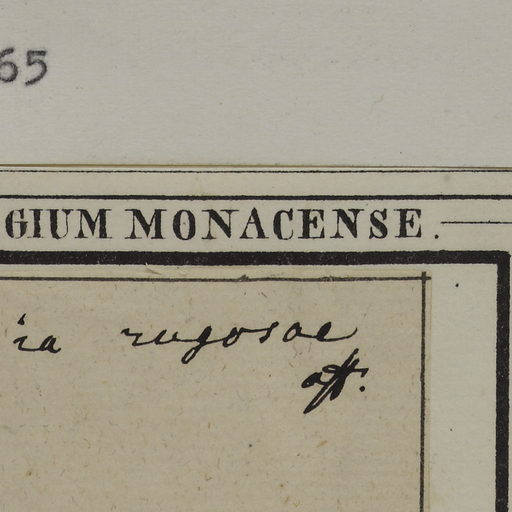 65
GIUM MONACENSE.
ia rugosae
aff.